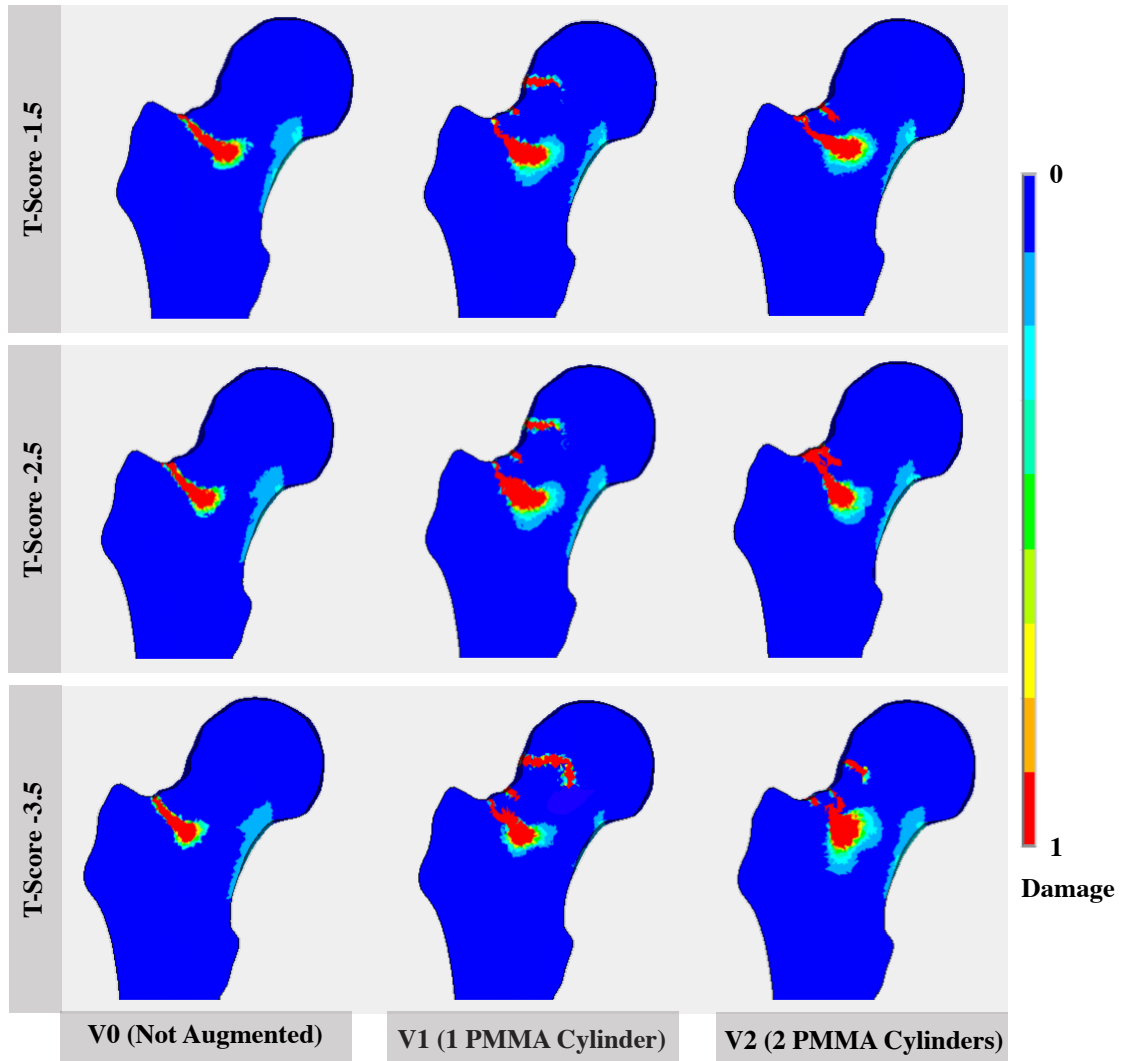 T-Score -1.5
T-Score -2.5
T-Score -3.5
0
1
Damage
V0 (Not Augmented)
V1 (1 PMMA Cylinder)
V2 (2 PMMA Cylinders)